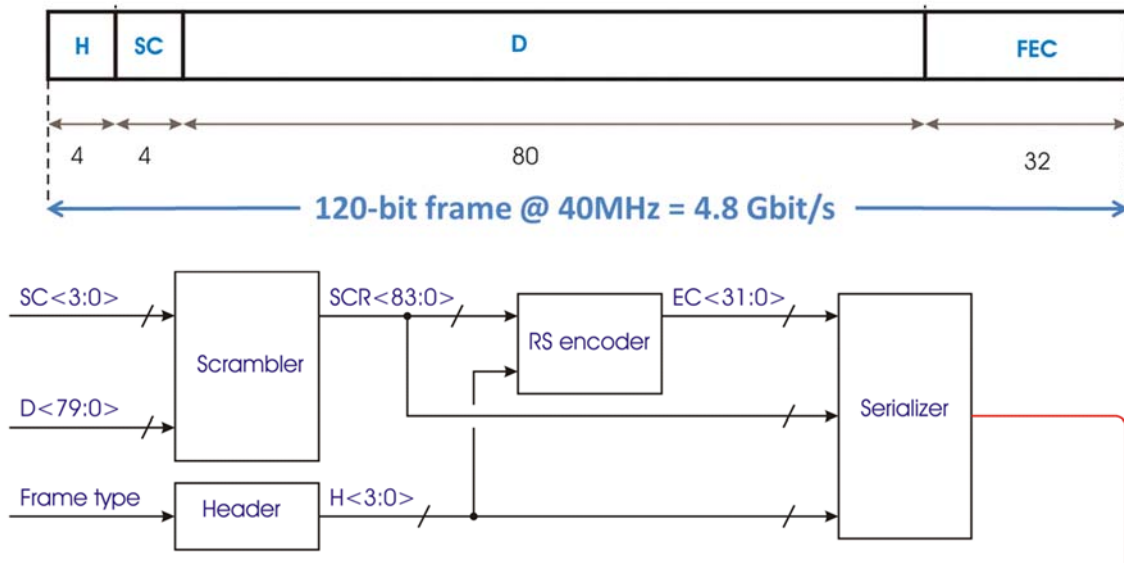 H SC D FEC
4 4 80 32
120-bit frame @ 40MHz = 4.8 Gbit/s
SC<3:0> SCR<83:0> EC<31:0>
RS encoder
Scrambler
D<79:0> Serializer
Frame type Header H<3:0>